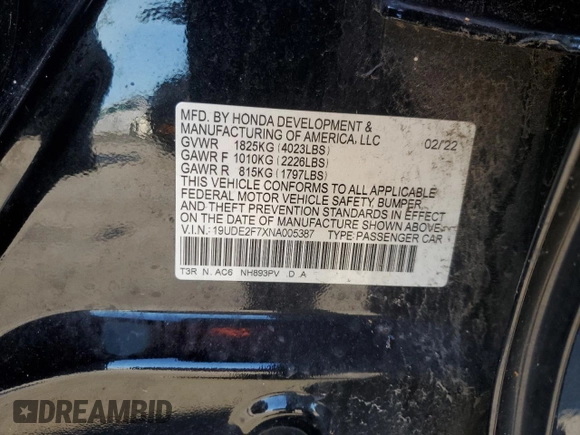 MFD. BY HONDA DEVELOPMENT &
MANUFACTURING OF AMERICA, LLC 02/22
GVWR 1825KG (4023LBS)
GAWR F 1010KG (2226LBS)
GAWR R 815KG (1797LBS)
THIS VEHICLE CONFORMS TO ALL APPLICABLE
FEDERAL MOTOR VEHICLE SAFETY, BUMPER,
AND THEFT PREVENTION STANDARDS IN EFFECT
ON THE DATE OF MANUFACTURE SHOWN ABOVE.
V.I.N.: 19UDE2F7XNA005387 TYPE: PASSENGER CAR
T3R N. AC6 NH893PV D A
DREAMBID